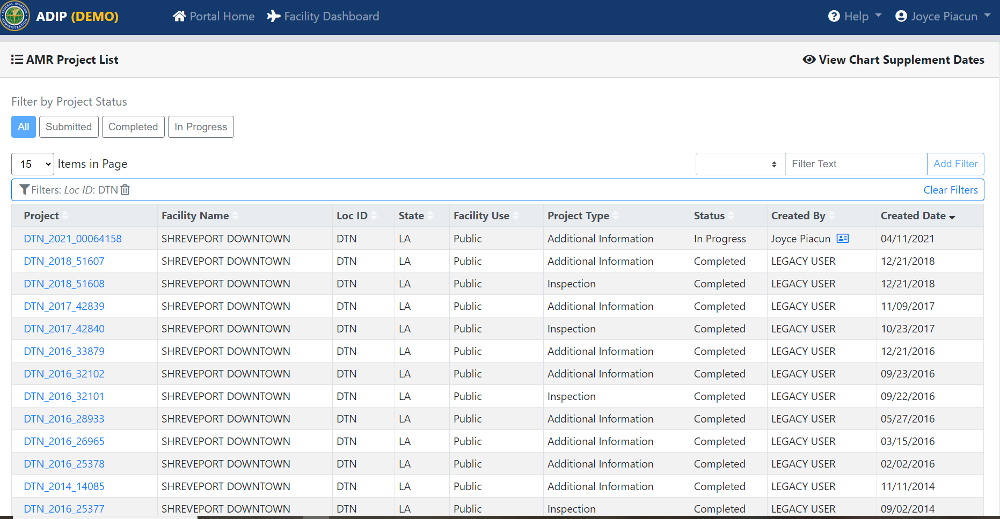 ADIP (DEMO) Portal Home Facility Dashboard Help Joyce Piacun
AMR Project List View Chart Supplement Dates
Filter by Project Status
All Submitted Completed In Progress
15 Items in Page Filter Text Add Filter
Filters: Loc ID: DTN Clear Filters
Project Facility Name Loc ID State Facility Use Project Type Status Created By Created Date
DTN_2021_00064158 SHREVEPORT DOWNTOWN DTN LA Public Additional Information In Progress Joyce Piacun 04/11/2021
DTN_2018_51607 SHREVEPORT DOWNTOWN DTN LA Public Additional Information Completed LEGACY USER 12/21/2018
DTN_2018_51608 SHREVEPORT DOWNTOWN DTN LA Public Inspection Completed LEGACY USER 12/21/2018
DTN_2017_42839 SHREVEPORT DOWNTOWN DTN LA Public Additional Information Completed LEGACY USER 11/09/2017
DTN_2017_42840 SHREVEPORT DOWNTOWN DTN LA Public Inspection Completed LEGACY USER 10/23/2017
DTN_2016_33879 SHREVEPORT DOWNTOWN DTN LA Public Additional Information Completed LEGACY USER 12/21/2016
DTN_2016_32102 SHREVEPORT DOWNTOWN DTN LA Public Additional Information Completed LEGACY USER 09/23/2016
DTN_2016_32101 SHREVEPORT DOWNTOWN DTN LA Public Inspection Completed LEGACY USER 09/22/2016
DTN_2016_28933 SHREVEPORT DOWNTOWN DTN LA Public Additional Information Completed LEGACY USER 05/27/2016
DTN_2016_26965 SHREVEPORT DOWNTOWN DTN LA Public Additional Information Completed LEGACY USER 03/15/2016
DTN_2016_25378 SHREVEPORT DOWNTOWN DTN LA Public Additional Information Completed LEGACY USER 02/02/2016
DTN_2014_14085 SHREVEPORT DOWNTOWN DTN LA Public Additional Information Completed LEGACY USER 11/11/2014
DTN_2016_25377 SHREVEPORT DOWNTOWN DTN LA Public Inspection Completed LEGACY USER 09/02/2014